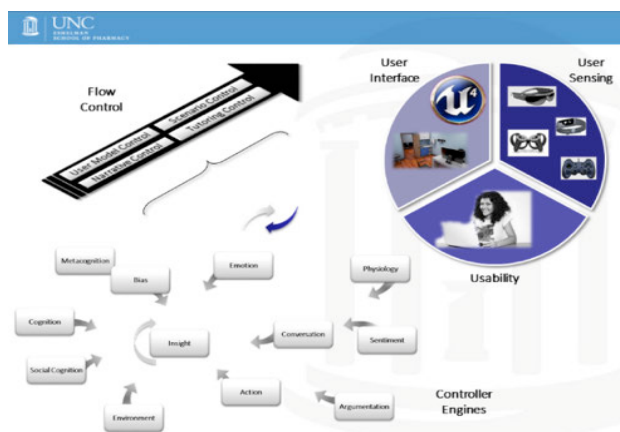 UNC
ESHELMAN
SCHOOL OF PHARMACY
Flow
Control
User Model Control
Scenario Control
Narrative Control
Tutoring Control
User
Interface
User
Sensing
4
Usability
Metacognition
Bias
Emotion
Physiology
Cognition
Insight
Conversation
Sentiment
Social Cognition
Environment
Action
Argumentation
Controller
Engines